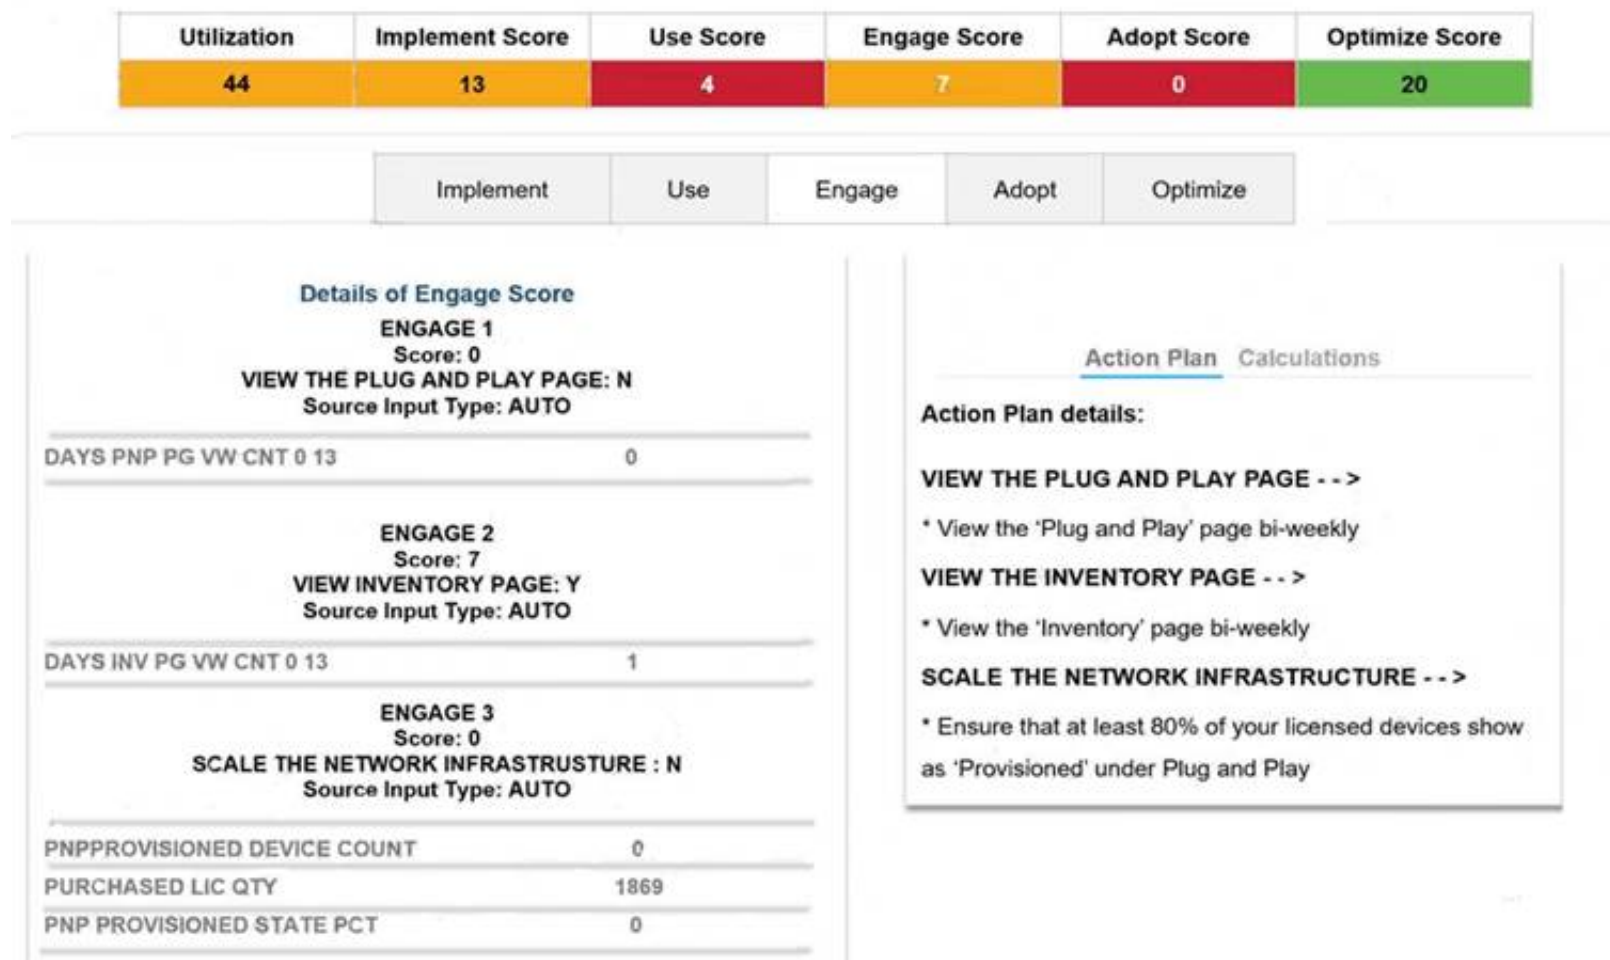 Utilization Implement Score Use Score Engage Score Adopt Score Optimize Score
44 13 4 7 0 20
Implement Use Engage Adopt Optimize
Details of Engage Score
ENGAGE 1
Score: 0
VIEW THE PLUG AND PLAY PAGE: N
Source Input Type: AUTO
DAYS PNP PG VW CNT 0 13 0
ENGAGE 2
Score: 7
VIEW INVENTORY PAGE: Y
Source Input Type: AUTO
DAYS INV PG VW CNT 0 13 1
ENGAGE 3
Score: 0
SCALE THE NETWORK INFRASTRUSTURE : N
Source Input Type: AUTO
PNPPROVISIONED DEVICE COUNT 0
PURCHASED LIC QTY 1869
PNP PROVISIONED STATE PCT 0
Action Plan Calculations
Action Plan details:
VIEW THE PLUG AND PLAY PAGE - - >
* View the ‘Plug and Play’ page bi-weekly
VIEW THE INVENTORY PAGE - - >
* View the ‘Inventory’ page bi-weekly
SCALE THE NETWORK INFRASTRUCTURE - - >
* Ensure that at least 80% of your licensed devices show
as ‘Provisioned’ under Plug and Play